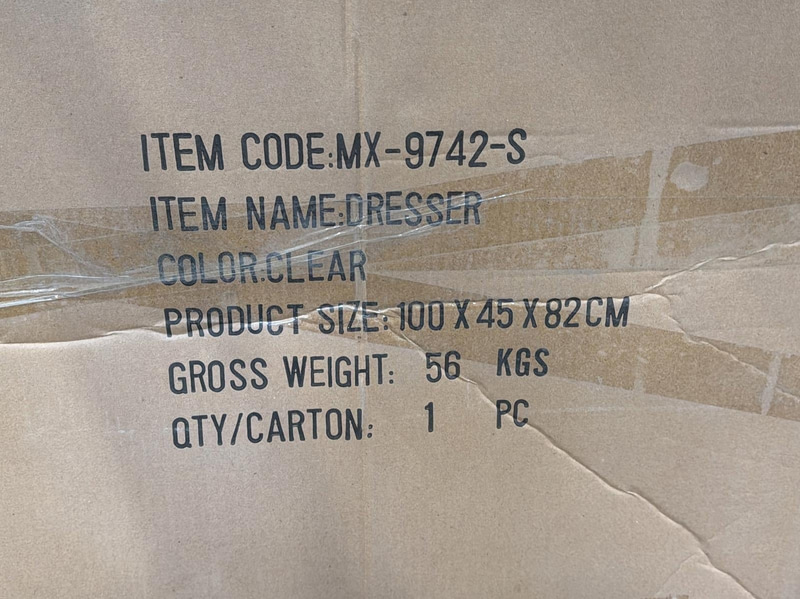 ITEM CODE:MX-9742-S
ITEM NAME:DRESSER
COLOR:CLEAR
PRODUCT SIZE:100 X 45 X 82CM
GROSS WEIGHT: 56 KGS
QTY/CARTON: 1 PC